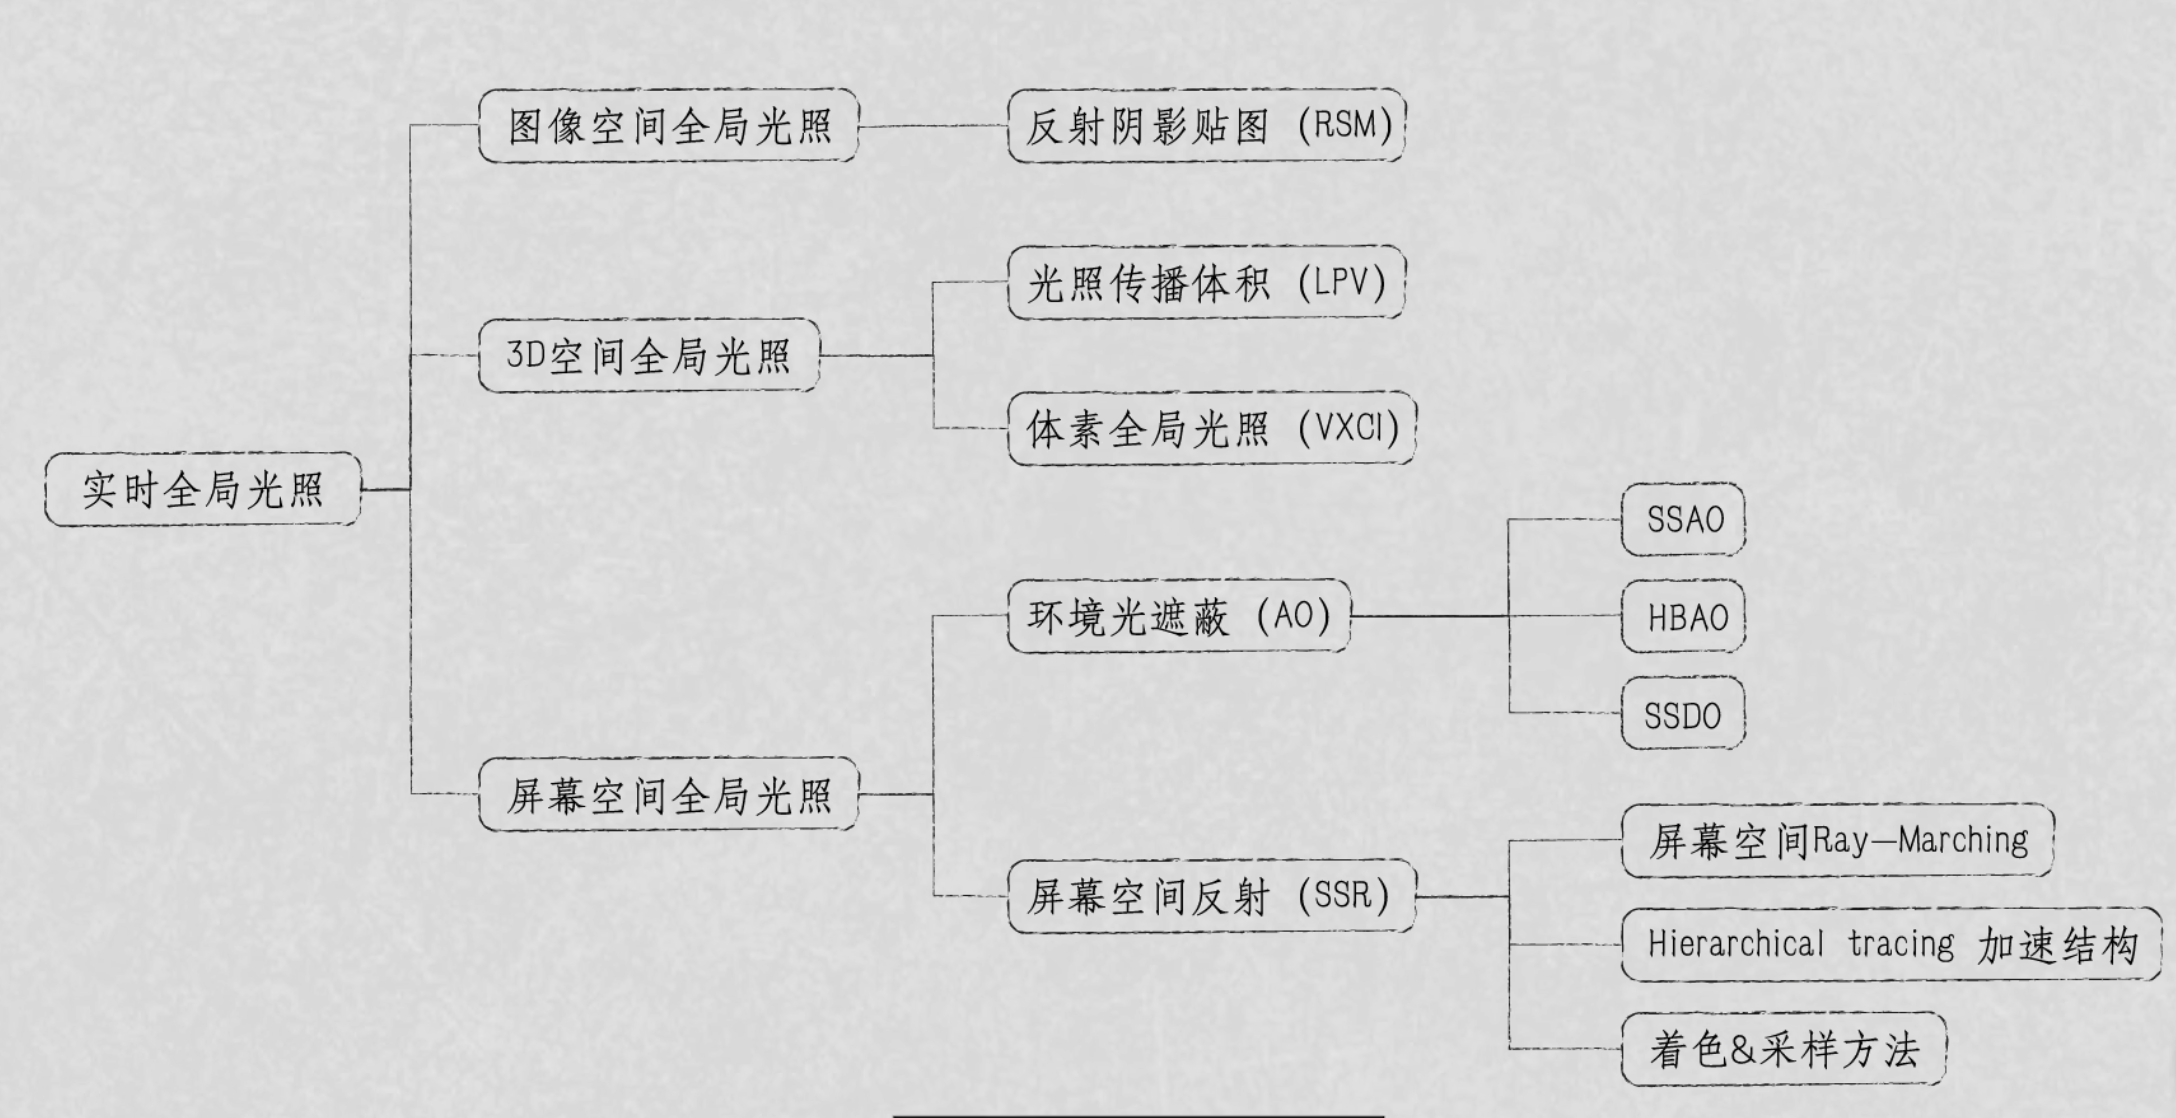 图像空间全局光照
反射阴影贴图 (RSM)
光照传播体积 (LPV)
3D空间全局光照
体素全局光照 (VXCI)
实时全局光照
SSAO
环境光遮蔽 (AO)
HBAO
SSDO
屏幕空间全局光照
屏幕空间Ray-Marching
屏幕空间反射 (SSR)
Hierarchical tracing 加速结构
着色&采样方法